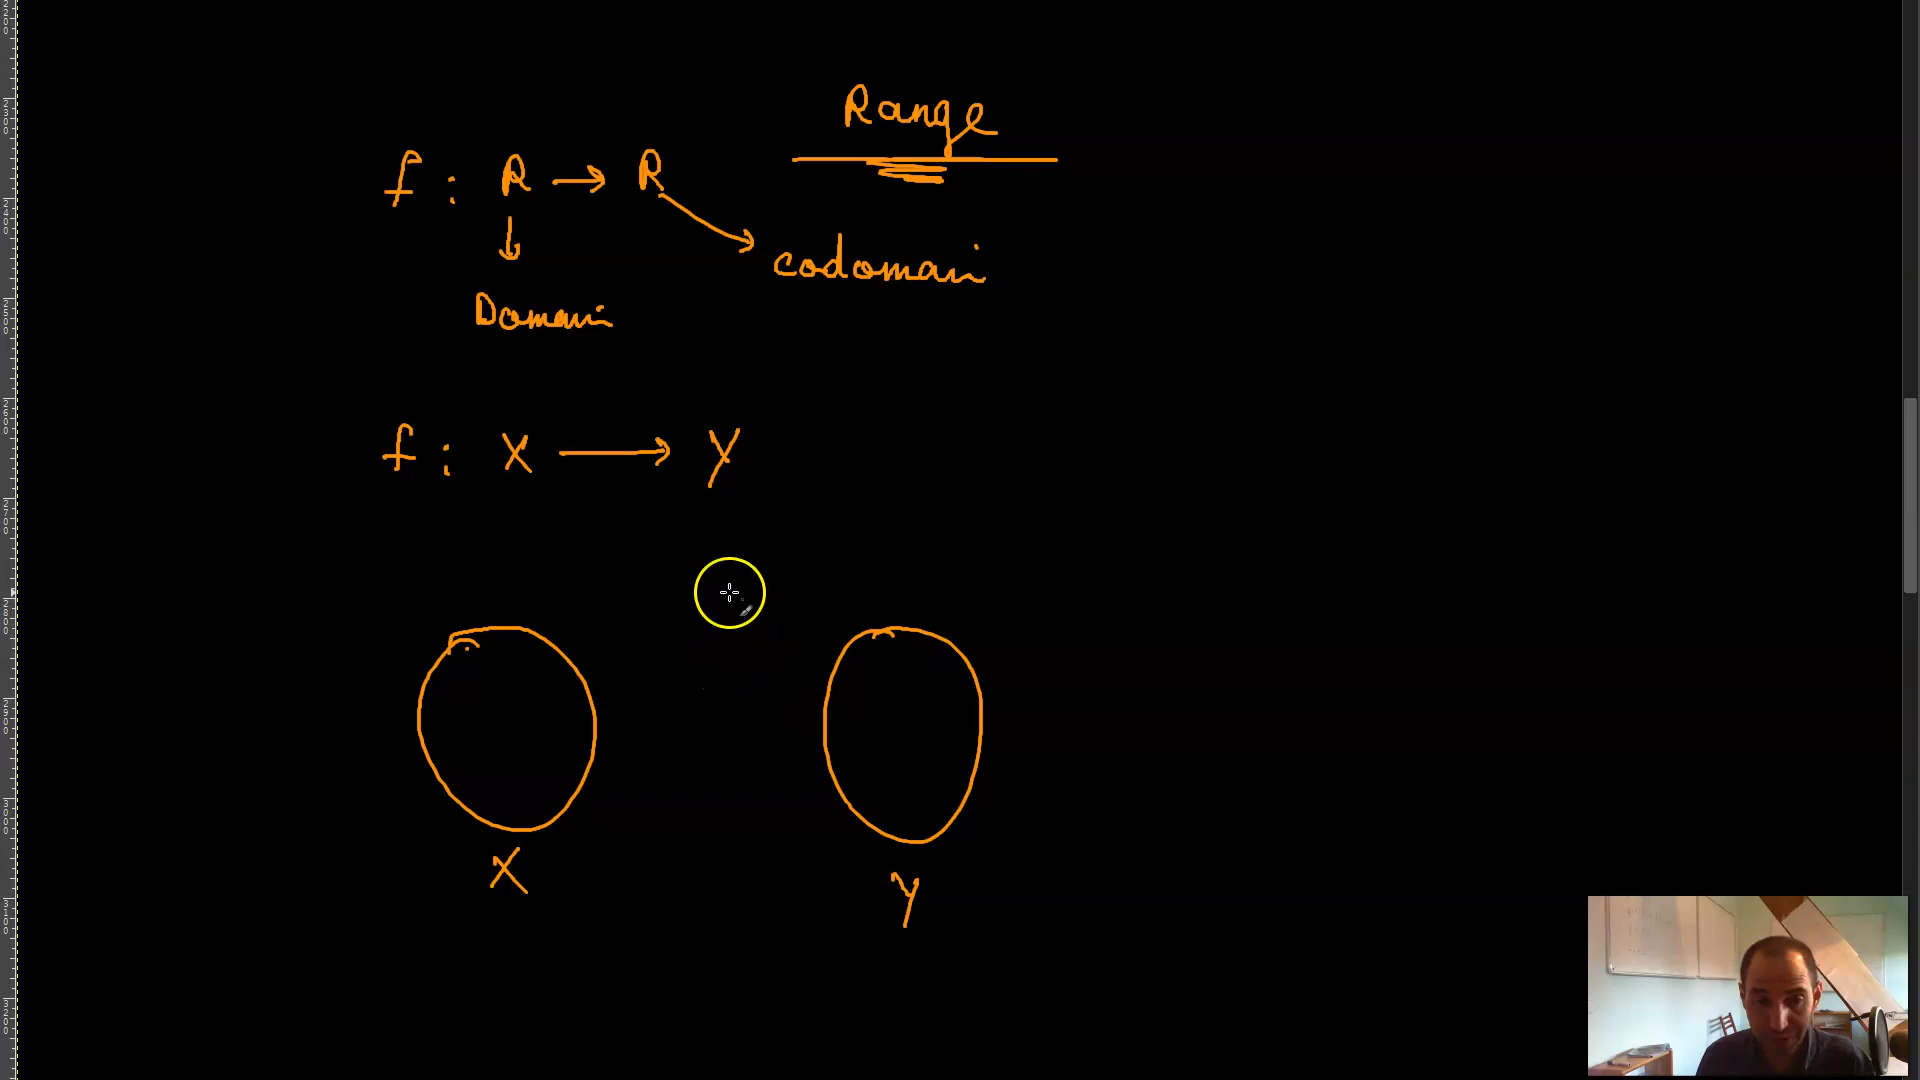 Range
f : R → R
codomain
Domain
f : X → Y
X
Y